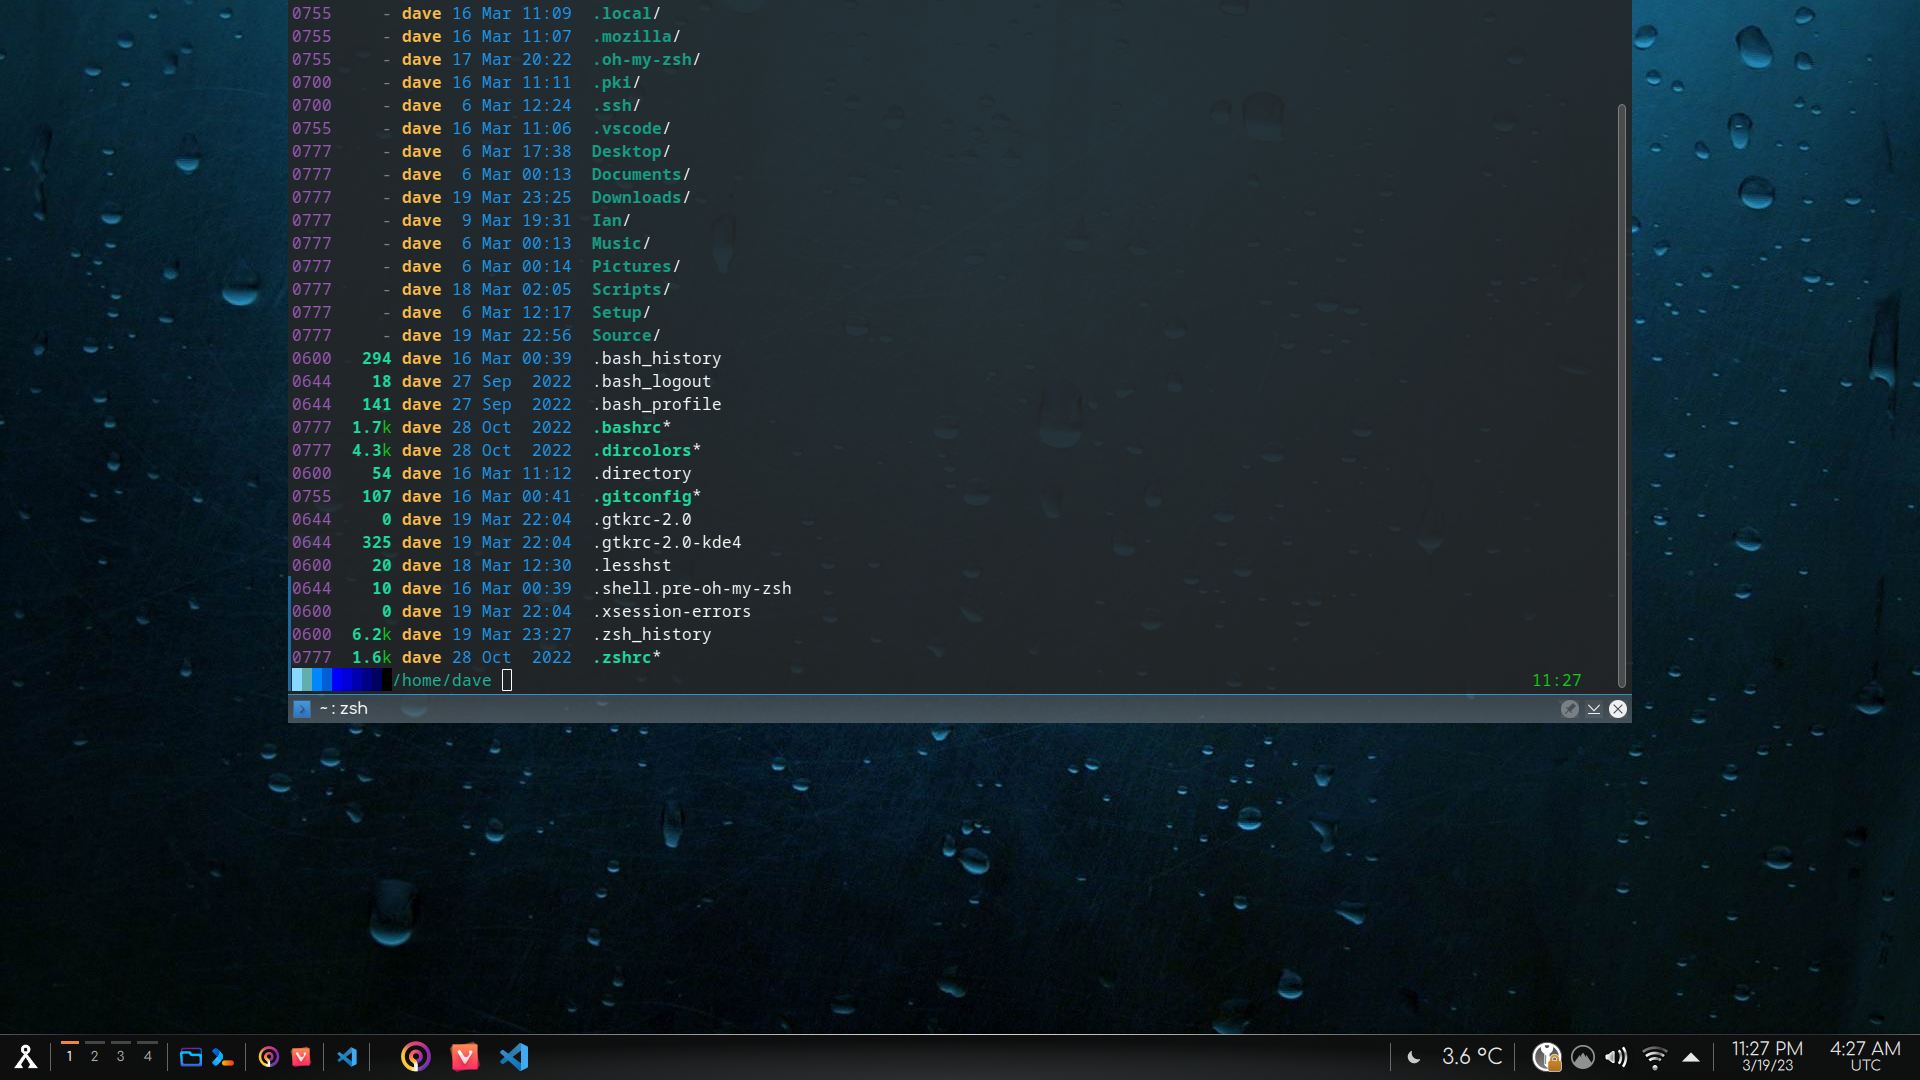 0755 - dave 16 Mar 11:09 .local/
0755 - dave 16 Mar 11:07 .mozilla/
0755 - dave 17 Mar 20:22 .oh-my-zsh/
0700 - dave 16 Mar 11:11 .pki/
0700 - dave 6 Mar 12:24 .ssh/
0755 - dave 16 Mar 11:06 .vscode/
0777 - dave 6 Mar 17:38 Desktop/
0777 - dave 6 Mar 00:13 Documents/
0777 - dave 19 Mar 23:25 Downloads/
0777 - dave 9 Mar 19:31 Ian/
0777 - dave 6 Mar 00:13 Music/
0777 - dave 6 Mar 00:14 Pictures/
0777 - dave 18 Mar 02:05 Scripts/
0777 - dave 6 Mar 12:17 Setup/
0777 - dave 19 Mar 22:56 Source/
0600 294 dave 16 Mar 00:39 .bash_history
0644 18 dave 27 Sep 2022 .bash_logout
0644 141 dave 27 Sep 2022 .bash_profile
0777 1.7k dave 28 Oct 2022 .bashrc*
0777 4.3k dave 28 Oct 2022 .dircolors*
0600 54 dave 16 Mar 11:12 .directory
0755 107 dave 16 Mar 00:41 .gitconfig*
0644 0 dave 19 Mar 22:04 .gtkrc-2.0
0644 325 dave 19 Mar 22:04 .gtkrc-2.0-kde4
0600 20 dave 18 Mar 12:30 .lesshst
0644 10 dave 16 Mar 00:39 .shell.pre-oh-my-zsh
0600 0 dave 19 Mar 22:04 .xsession-errors
0600 6.2k dave 19 Mar 23:27 .zsh_history
0777 1.6k dave 28 Oct 2022 .zshrc*
/home/dave 11:27
~ : zsh
1 2 3 4 3.6 °C 11:27 PM 4:27 AM
3/19/23 UTC